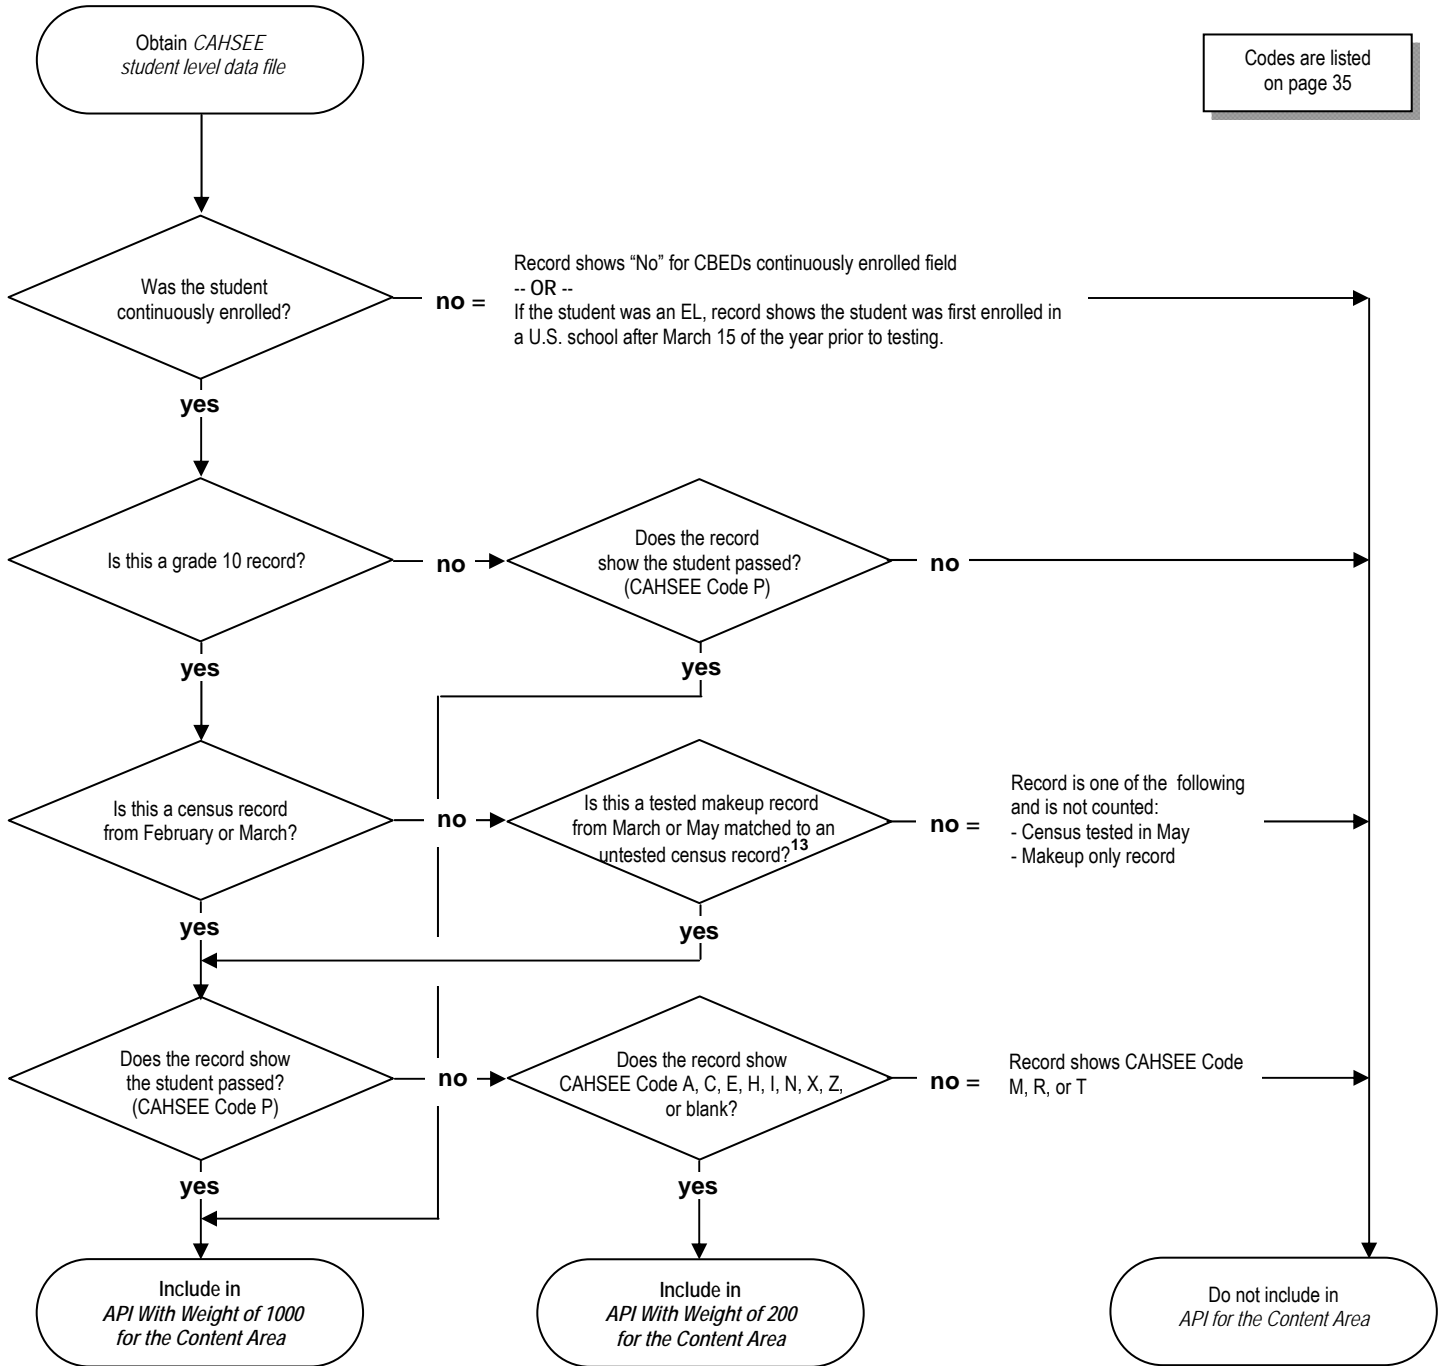 Obtain CAHSEE
student level data file
Codes are listed
on page 35
Was the student
continuously enrolled?
no =
Record shows “No” for CBEDs continuously enrolled field
-- OR --
If the student was an EL, record shows the student was first enrolled in
a U.S. school after March 15 of the year prior to testing.
yes
Is this a grade 10 record?
no
Does the record
show the student passed?
(CAHSEE Code P)
no
yes
yes
Is this a census record
from February or March?
no
Is this a tested makeup record
from March or May matched to an
untested census record?13
no =
Record is one of the following
and is not counted:
- Census tested in May
- Makeup only record
yes
yes
Does the record show
the student passed?
(CAHSEE Code P)
no
Does the record show
CAHSEE Code A, C, E, H, I, N, X, Z,
or blank?
no =
Record shows CAHSEE Code
M, R, or T
yes
yes
Include in
API With Weight of 1000
for the Content Area
Include in
API With Weight of 200
for the Content Area
Do not include in
API for the Content Area